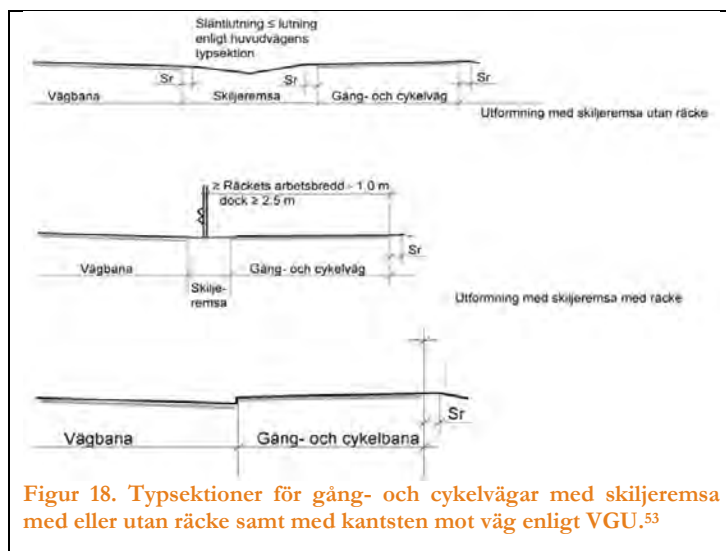 Släntlutning ≤ lutning
enligt huvudvägens
typsektion
Sr
Sr
Sr
Vägbana
Skiljeremsa
Gång- och cykelväg
Utformning med skiljeremsa utan räcke
≥ Räckets arbetsbredd - 1.0 m
dock ≥ 2.5 m
Sr
Vägbana
Gång- och cykelväg
Skilje-
remsa
Utformning med skiljeremsa med räcke
Sr
Vägbana
Gång- och cykelbana
Figur 18. Typsektioner för gång- och cykelvägar med skiljeremsa
med eller utan räcke samt med kantsten mot väg enligt VGU.53